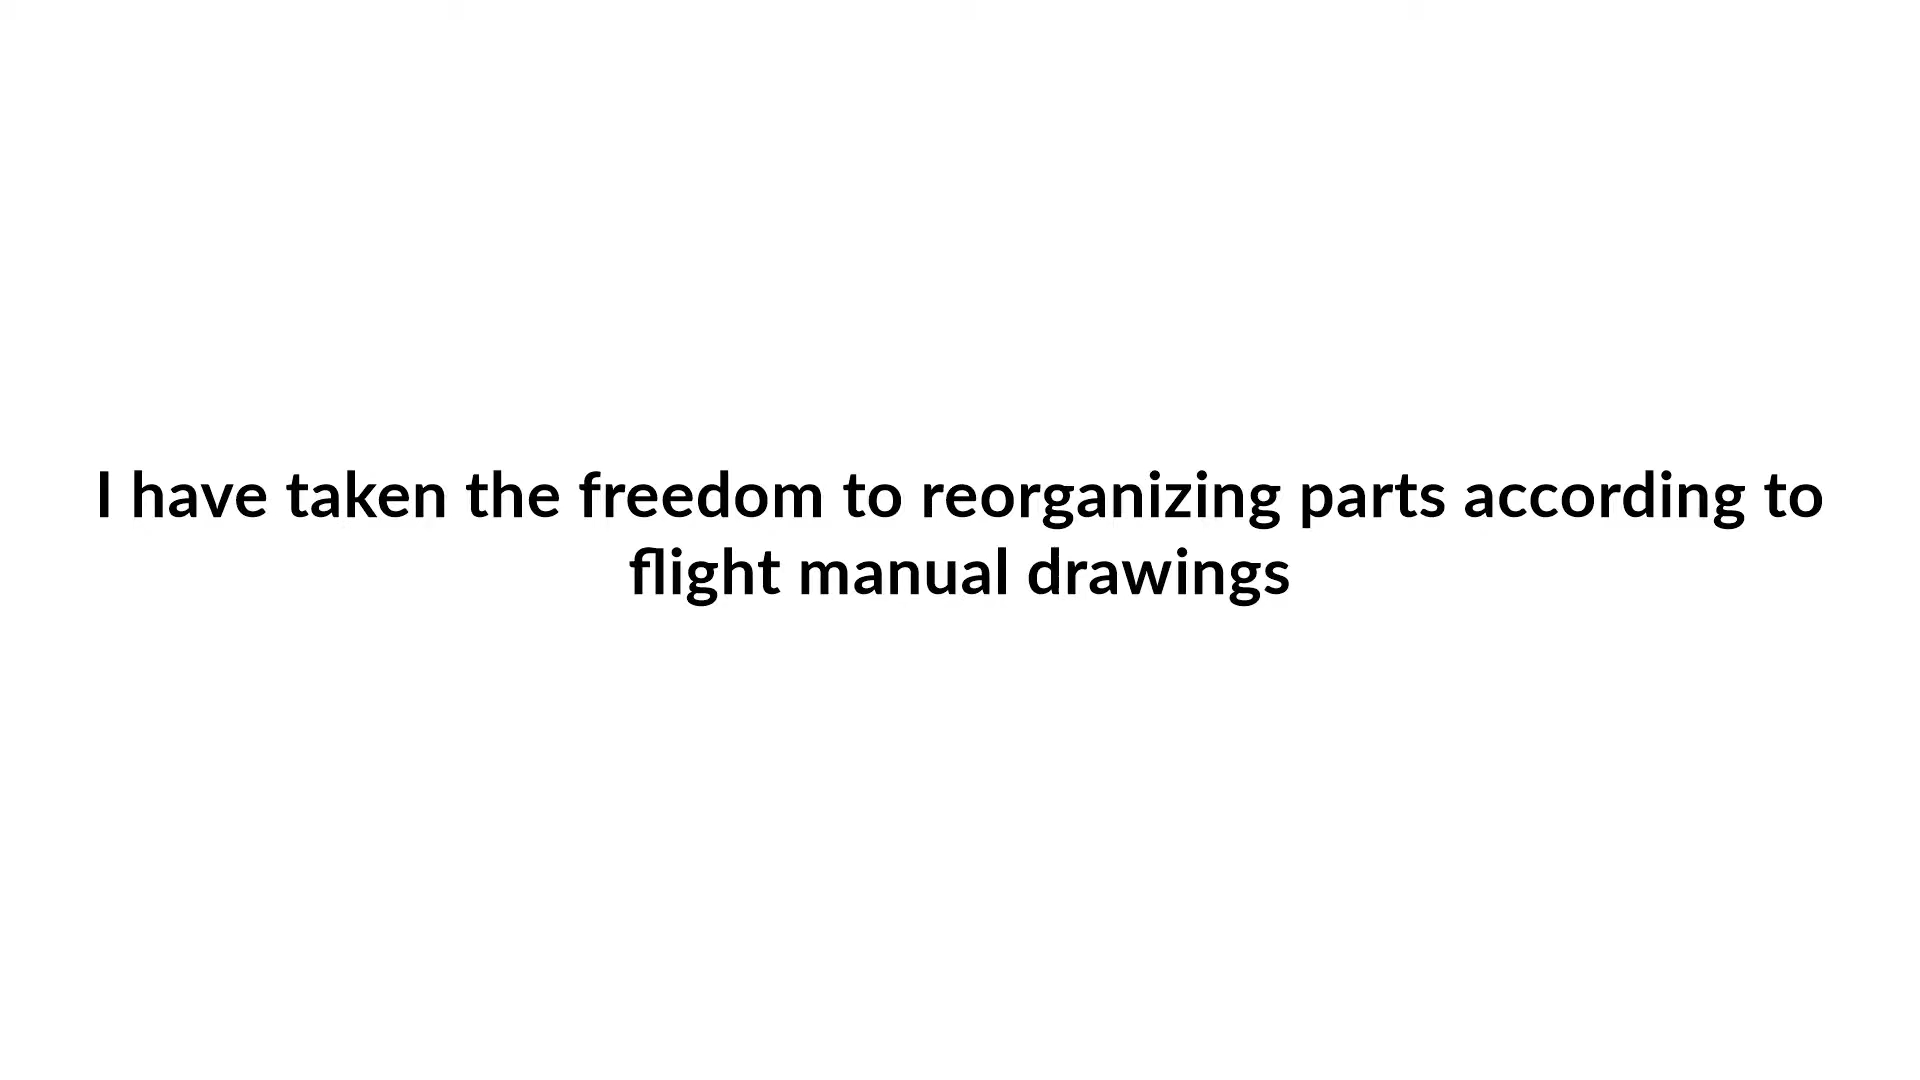 I have taken the freedom to reorganizing parts according to
flight manual drawings